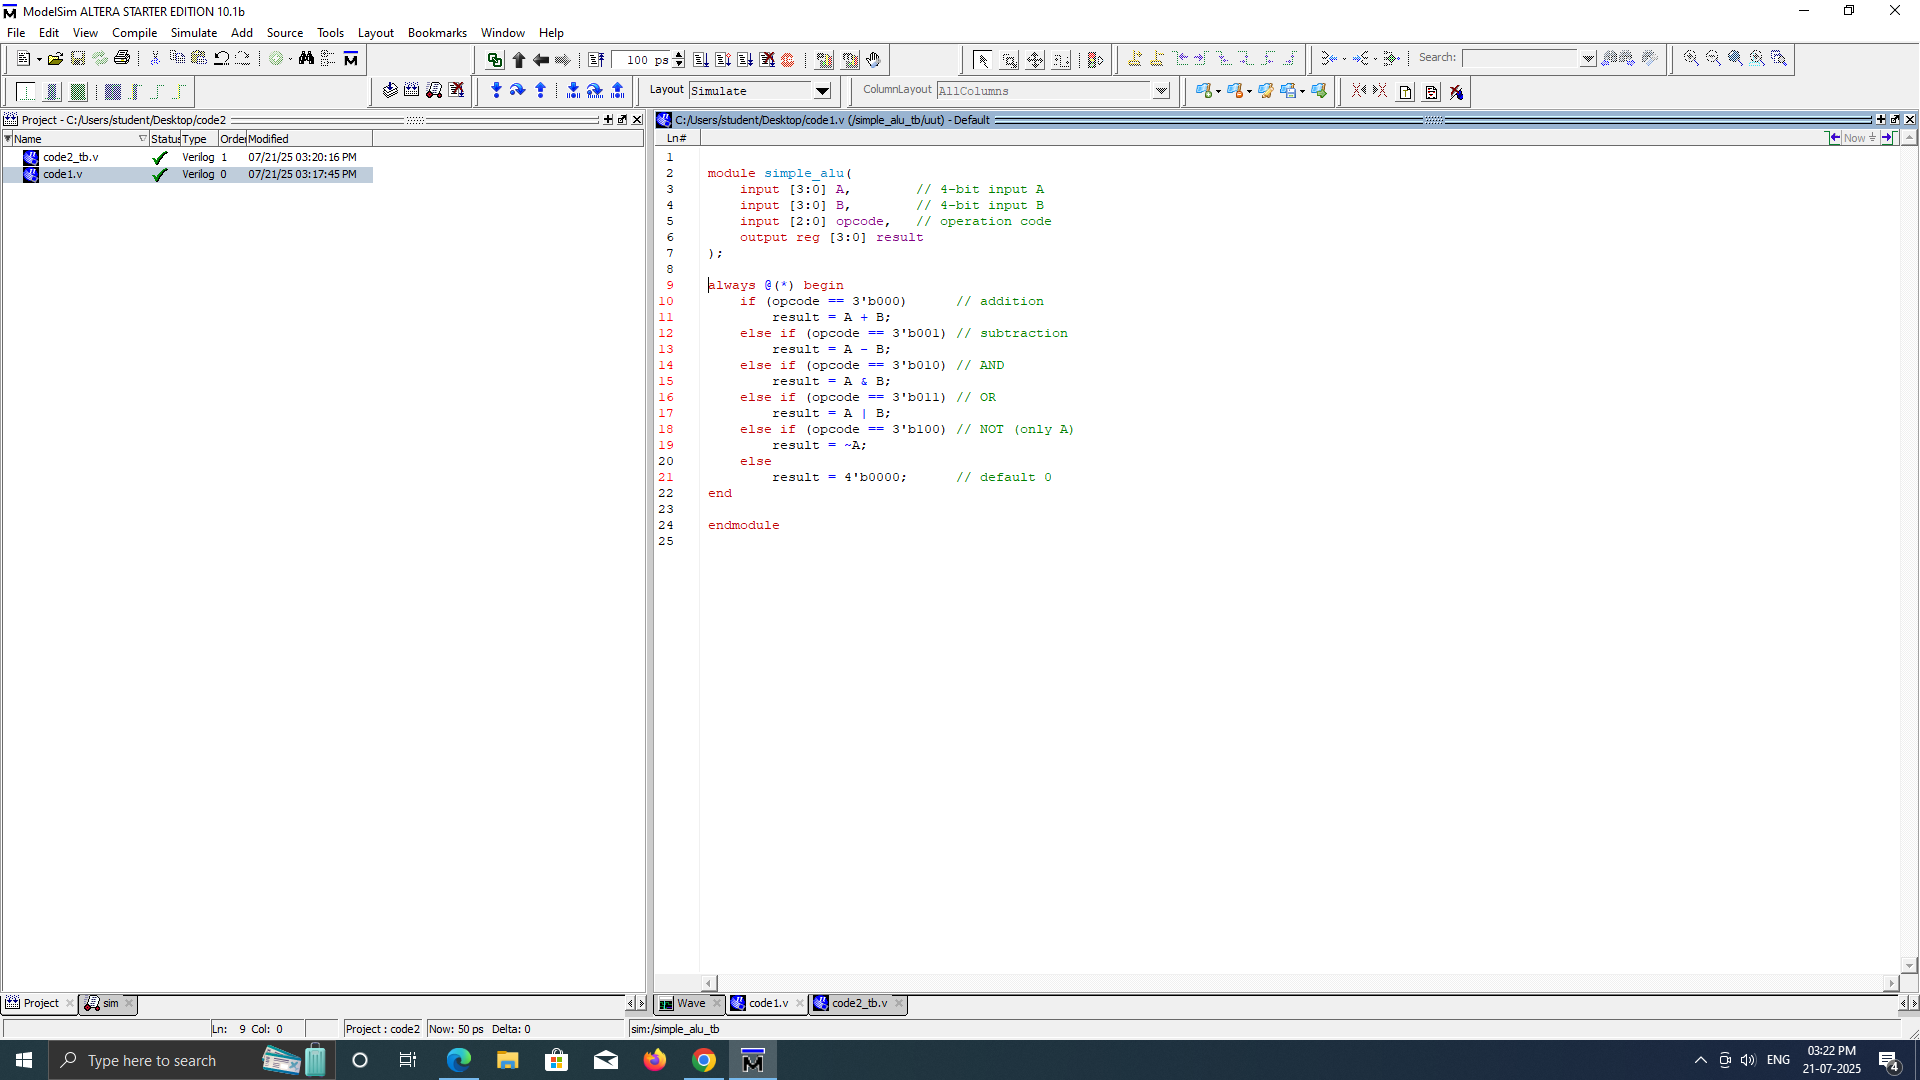 ModelSim ALTERA STARTER EDITION 10.1b
File Edit View Compile Simulate Add Source Tools Layout Bookmarks Window Help
100 ps
Search:
Layout Simulate
ColumnLayout AllColumns
Project - C:/Users/student/Desktop/code2
Name Status Type Order Modified
code2_tb.v Verilog 1 07/21/25 03:20:16 PM
code1.v Verilog 0 07/21/25 03:17:45 PM
C:/Users/student/Desktop/code1.v (/simple_alu_tb/uut) - Default
Ln# Now
1
2 module simple_alu(
3     input [3:0] A,        // 4-bit input A
4     input [3:0] B,        // 4-bit input B
5     input [2:0] opcode,   // operation code
6     output reg [3:0] result
7 );
8
9 always @(*) begin
10     if (opcode == 3'b000)      // addition
11         result = A + B;
12     else if (opcode == 3'b001) // subtraction
13         result = A - B;
14     else if (opcode == 3'b010) // AND
15         result = A & B;
16     else if (opcode == 3'b011) // OR
17         result = A | B;
18     else if (opcode == 3'b100) // NOT (only A)
19         result = ~A;
20     else
21         result = 4'b0000;      // default 0
22 end
23
24 endmodule
25
Project sim
Wave code1.v code2_tb.v
Ln: 9 Col: 0 Project : code2 Now: 50 ps Delta: 0 sim:/simple_alu_tb
Type here to search
ENG
03:22 PM
21-07-2025
4